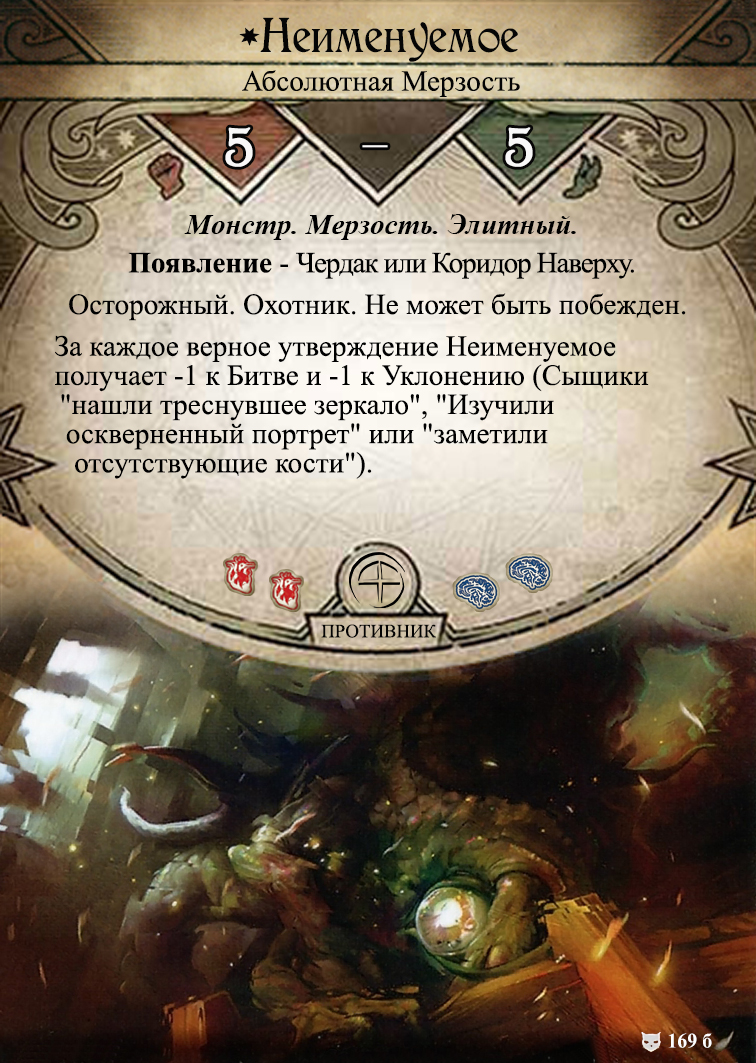 Неименуемое
Абсолютная Мерзость
5 – 5
Монстр. Мерзость. Элитный.
Появление - Чердак или Коридор Наверху.
Осторожный. Охотник. Не может быть побежден.
За каждое верное утверждение Неименуемое
получает -1 к Битве и -1 к Уклонению (Сыщики
"нашли треснувшее зеркало", "Изучили
оскверненный портрет" или "заметили
отсутствующие кости").
ПРОТИВНИК
169 б